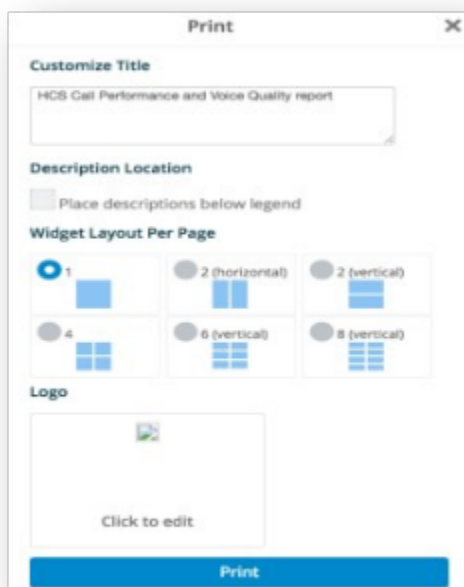 Print
Customize Title
HCS Call Performance and Voice Quality report
Description Location
Place descriptions below legend
Widget Layout Per Page
1 2 (horizontal) 2 (vertical)
4 6 (vertical) 8 (vertical)
Logo
Click to edit
Print